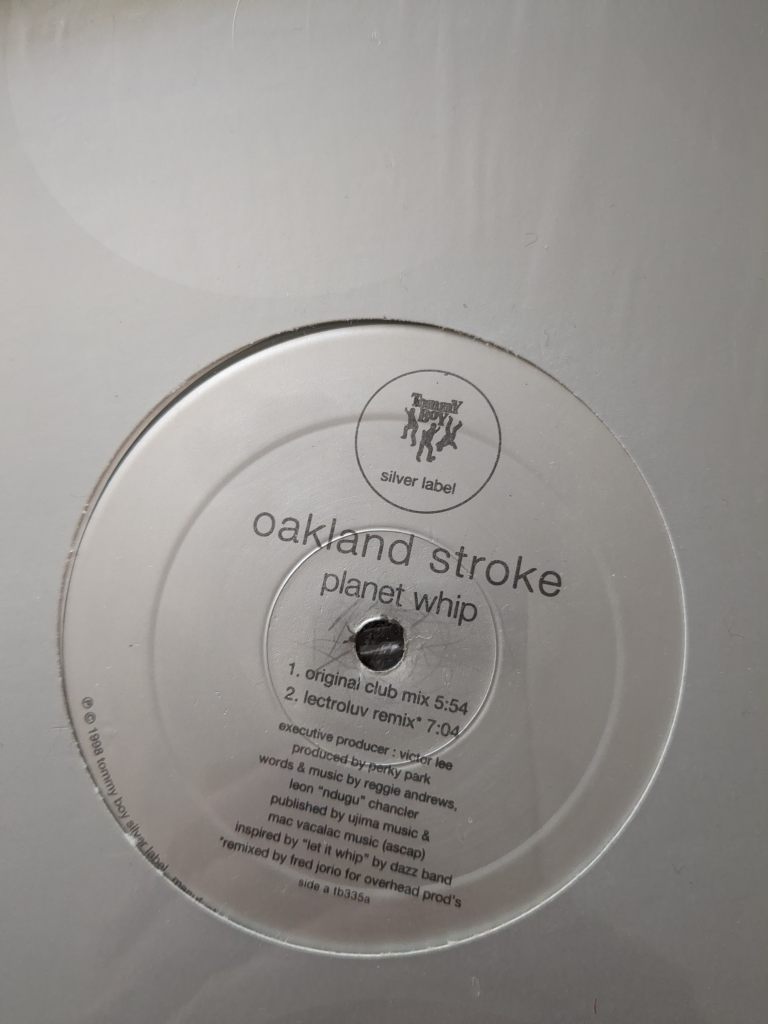 Tommy
Boy
silver label
oakland stroke
planet whip
1. original club mix 5:54
2. lectroluv remix* 7:04
executive producer : victor lee
produced by perky park
words & music by reggie andrews,
leon "ndugu" chancler
published by ujima music &
mac vacalac music (ascap)
inspired by "let it whip" by dazz band
*remixed by fred jorio for overhead prod's
side a tb335a
℗ © 1998 tommy boy silver label